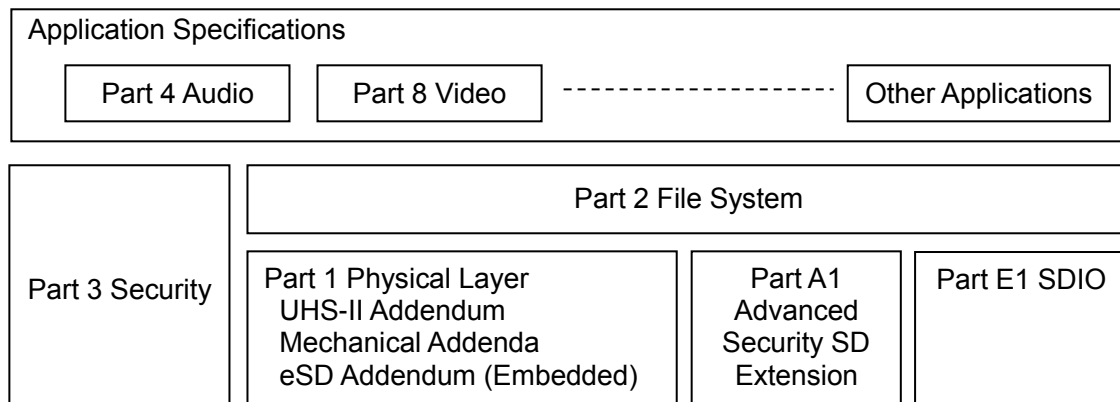 Application Specifications
Part 4 Audio
Part 8 Video
Other Applications
Part 3 Security
Part 2 File System
Part 1 Physical Layer
UHS-II Addendum
Mechanical Addenda
eSD Addendum (Embedded)
Part A1
Advanced
Security SD
Extension
Part E1 SDIO